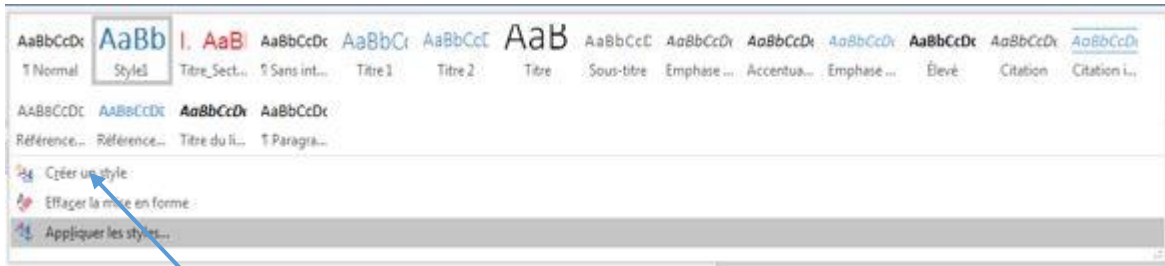 AaBbCcDc AaBb I. AaB AaBbCcDc AaBbCc AaBbCcD AaB AaBbCcD AaBbCcDc AaBbCcDc AaBbCcDc AaBbCcDc AaBbCcDc AaBbCcDc
¶ Normal Style1 Titre_Sect... ¶ Sans int... Titre 1 Titre 2 Titre Sous-titre Emphase ... Accentua... Emphase ... Élevé Citation Citation i...
AABBCCDC AABBCCDC AaBbCcDc AaBbCcDc
Référence... Référence... Titre du li... ¶ Paragra...
Créer un style
Effacer la mise en forme
Appliquer les styles...